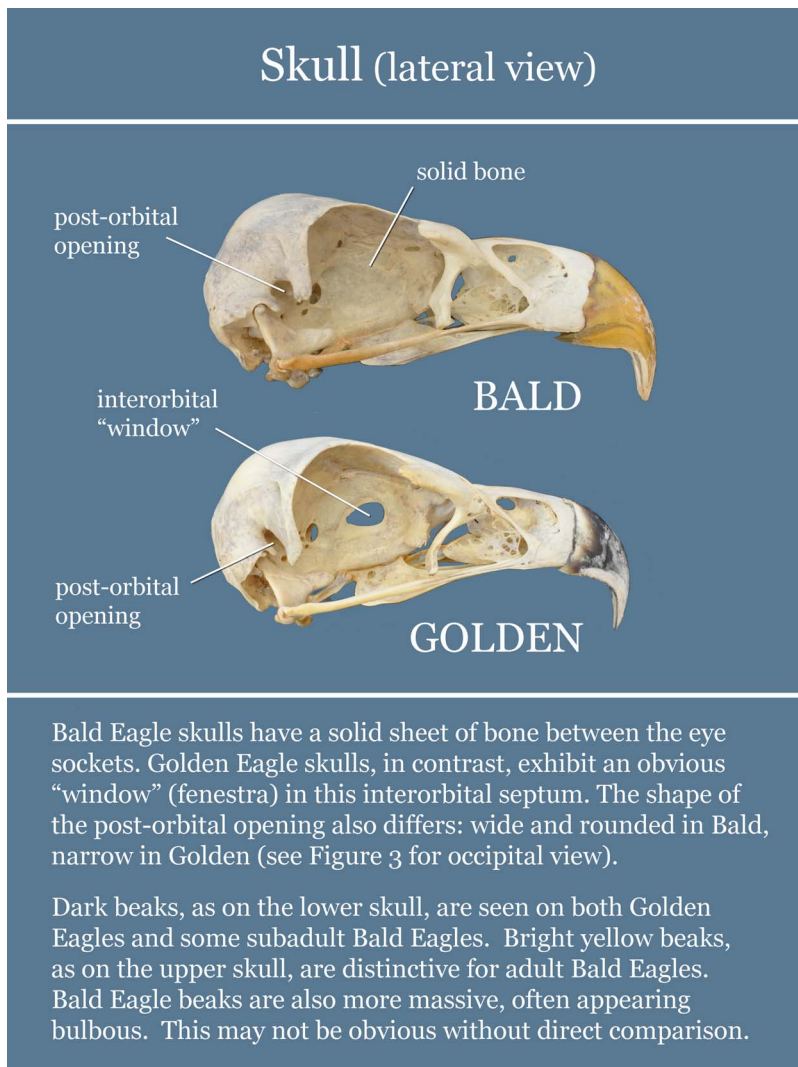 Skull (lateral view)
solid bone
post-orbital
opening
BALD
interorbital
“window”
post-orbital
opening
GOLDEN
Bald Eagle skulls have a solid sheet of bone between the eye
sockets. Golden Eagle skulls, in contrast, exhibit an obvious
“window” (fenestra) in this interorbital septum. The shape of
the post-orbital opening also differs: wide and rounded in Bald,
narrow in Golden (see Figure 3 for occipital view).
Dark beaks, as on the lower skull, are seen on both Golden
Eagles and some subadult Bald Eagles.  Bright yellow beaks,
as on the upper skull, are distinctive for adult Bald Eagles.
Bald Eagle beaks are also more massive, often appearing
bulbous.  This may not be obvious without direct comparison.